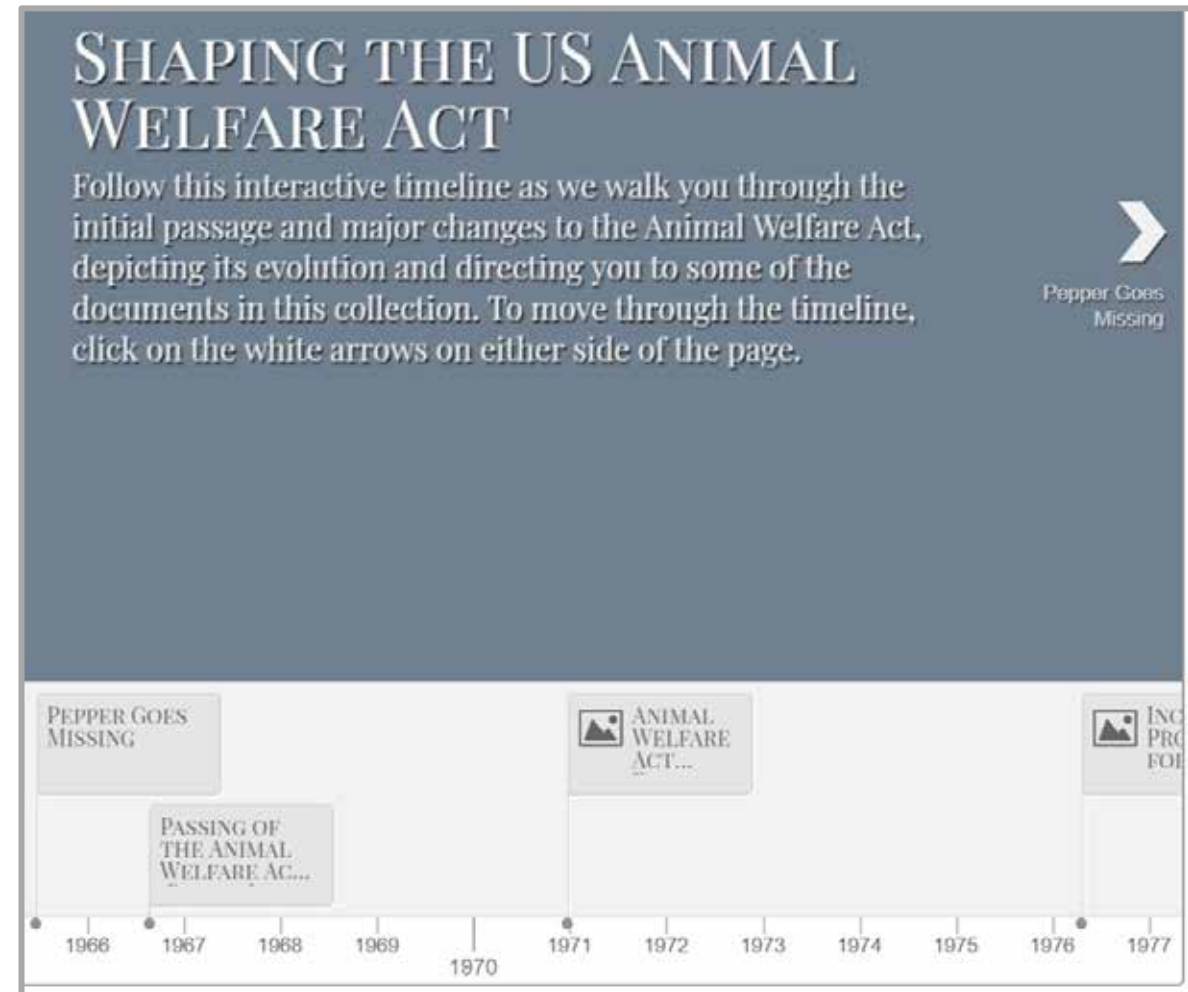 SHAPING THE US ANIMAL
WELFARE ACT
Follow this interactive timeline as we walk you through the
initial passage and major changes to the Animal Welfare Act,
depicting its evolution and directing you to some of the
documents in this collection. To move through the timeline,
click on the white arrows on either side of the page.
Pepper Goes
Missing
PEPPER GOES
MISSING
ANIMAL
WELFARE
ACT...
INC
PRO
FOR
PASSING OF
THE ANIMAL
WELFARE AC...
1966 1967 1968 1969 1970 1971 1972 1973 1974 1975 1976 1977